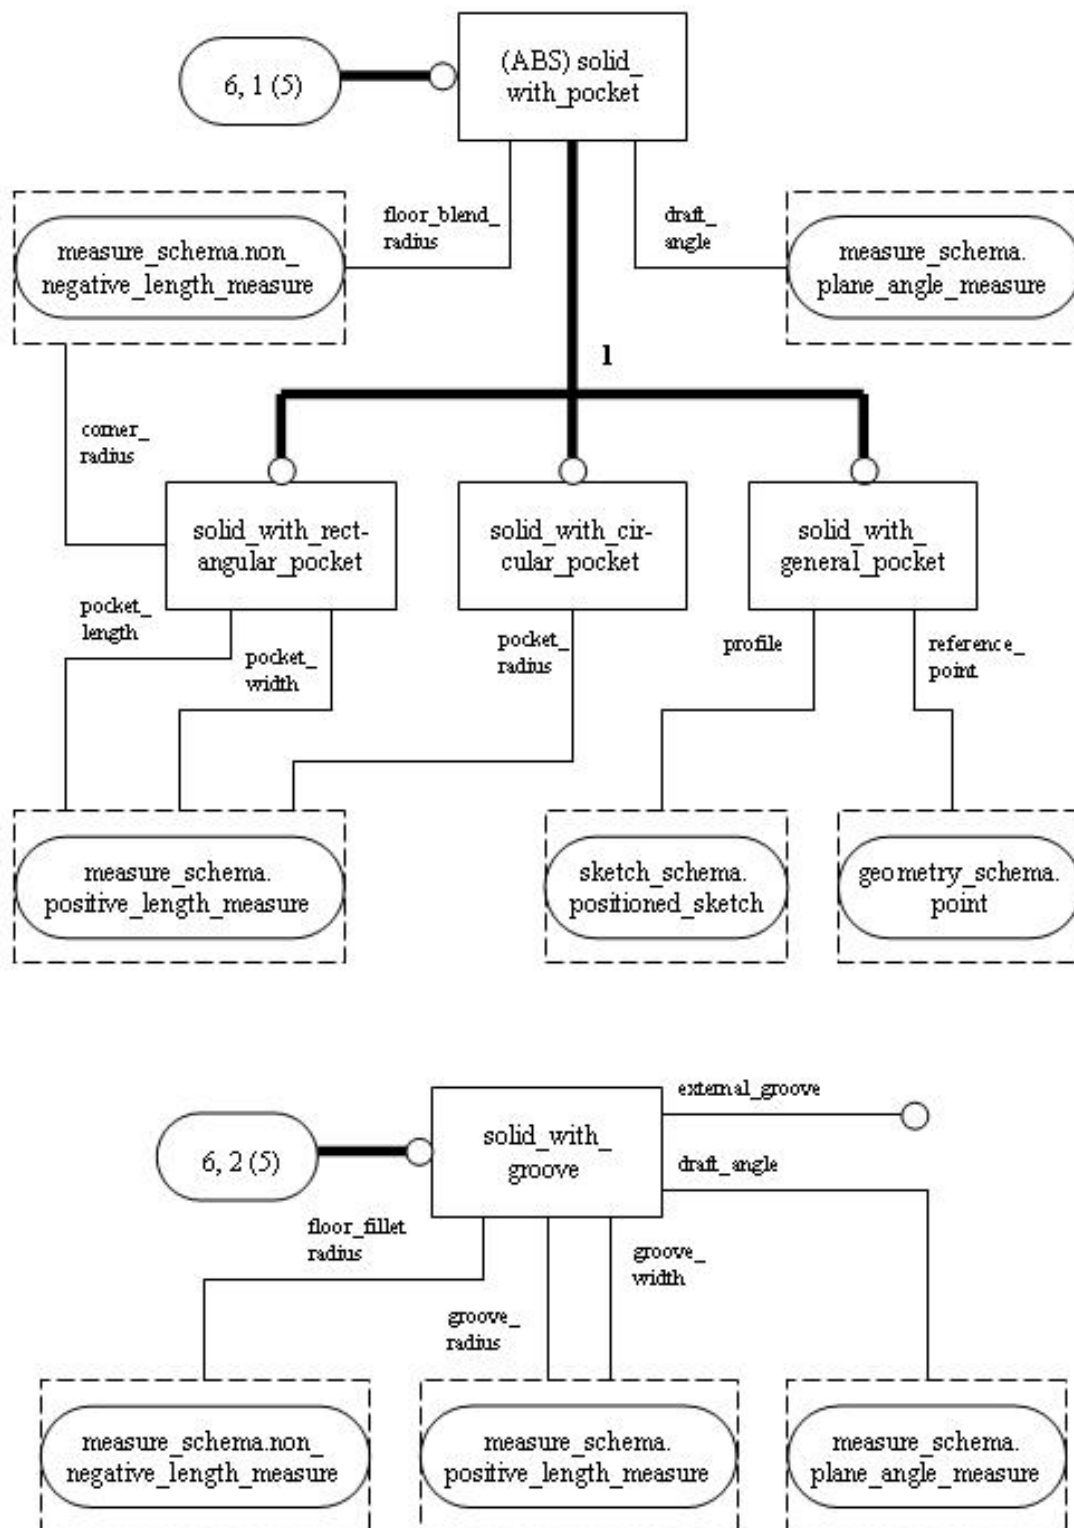 (ABS) solid_
with_pocket
6, 1 (5)
floor_blend_
radius
draft_
angle
measure_schema.non_
negative_length_measure
measure_schema.
plane_angle_measure
1
corner_
radius
solid_with_rect-
angular_pocket
solid_with_cir-
cular_pocket
solid_with_
general_pocket
pocket_
length
pocket_
width
pocket_
radius
profile
reference_
point
measure_schema.
positive_length_measure
sketch_schema.
positioned_sketch
geometry_schema.
point
external_groove
6, 2 (5)
solid_with_
groove
draft_angle
floor_fillet
radius
groove_
width
groove_
radius
measure_schema.non_
negative_length_measure
measure_schema.
positive_length_measure
measure_schema.
plane_angle_measure